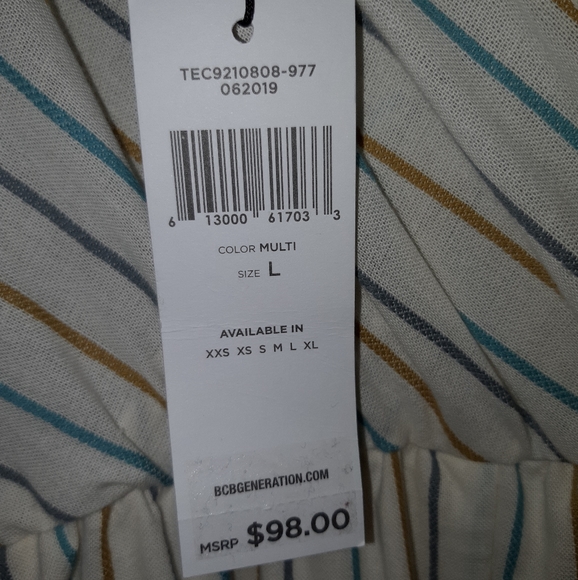 TEC9210808-977
062019
6 13000 61703 3
COLOR MULTI
SIZE L
AVAILABLE IN
XXS XS S M L XL
BCBGENERATION.COM
MSRP $98.00